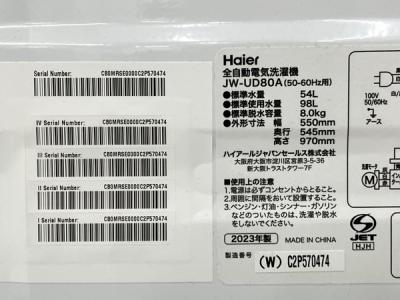 Serial Number: CB0MRSE0000C2P570474
IV Serial Number: CB0MRSE0000C2P570474
III Serial Number: CB0MRSE0000C2P570474
II Serial Number: CB0MRSE0000C2P570474
I Serial Number: CB0MRSE0000C2P570474
Haier
全自動電気洗濯機
JW-UD80A(50-60Hz用)
●標準水量 54L
●標準使用水量 98L
●標準脱水容量 8.0kg
●外形寸法 幅 550mm
奥行 545mm
高さ 970mm
ハイアールジャパンセールス株式会社
大阪府大阪市淀川区宮原3-5-36
新大阪トラストタワー7F
使用上の注意
1.電源は必ずコンセントからとること。
2.周囲に間隔をおいて設置すること。
3.ベンジン・灯油・シンナー・ガソリン
などのついたものは、洗濯や脱水
をしないでください。
2023年製 MADE IN CHINA
製造番号 (W) C2P570474
100V
50/60Hz
アース
M
JET
HJH